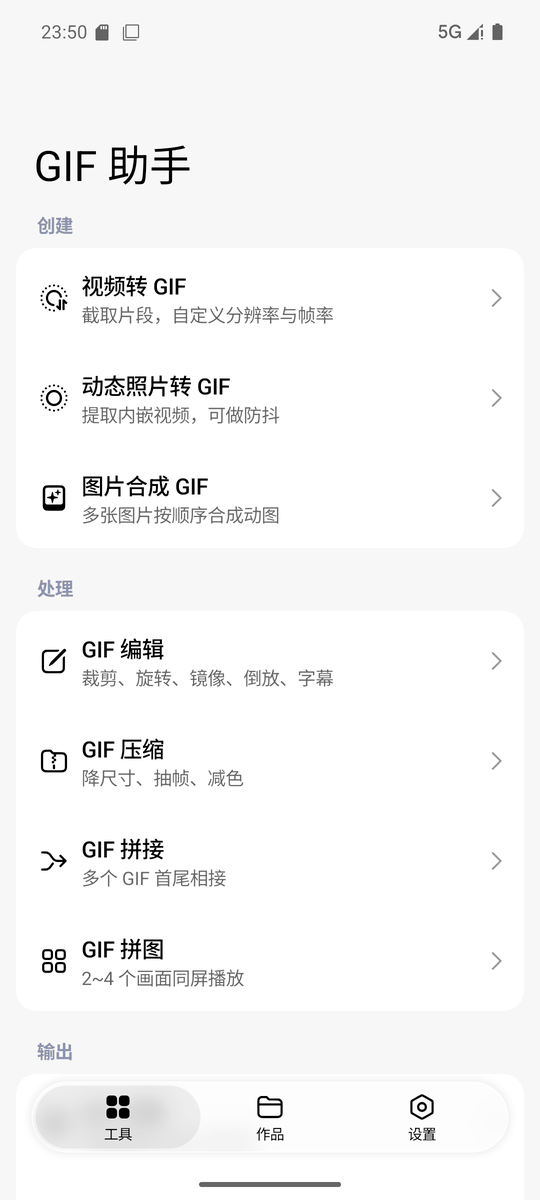 23:50
5G
GIF 助手
创建
视频转 GIF
截取片段，自定义分辨率与帧率
动态照片转 GIF
提取内嵌视频，可做防抖
图片合成 GIF
多张图片按顺序合成动图
处理
GIF 编辑
裁剪、旋转、镜像、倒放、字幕
GIF 压缩
降尺寸、抽帧、减色
GIF 拼接
多个 GIF 首尾相接
GIF 拼图
2~4 个画面同屏播放
输出
工具
作品
设置